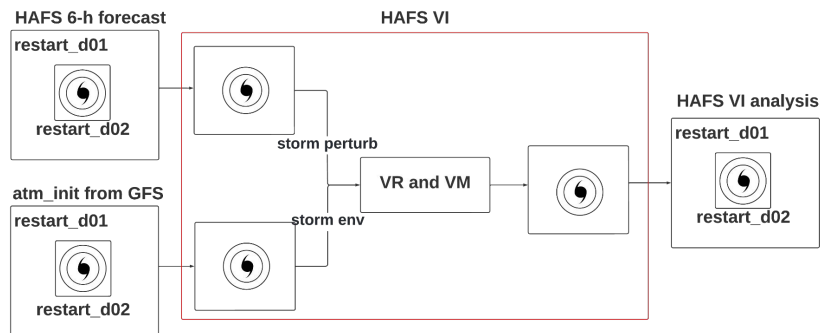 HAFS 6-h forecast
restart_d01
restart_d02
atm_init from GFS
restart_d01
restart_d02
HAFS VI
storm perturb
storm env
VR and VM
HAFS VI analysis
restart_d01
restart_d02